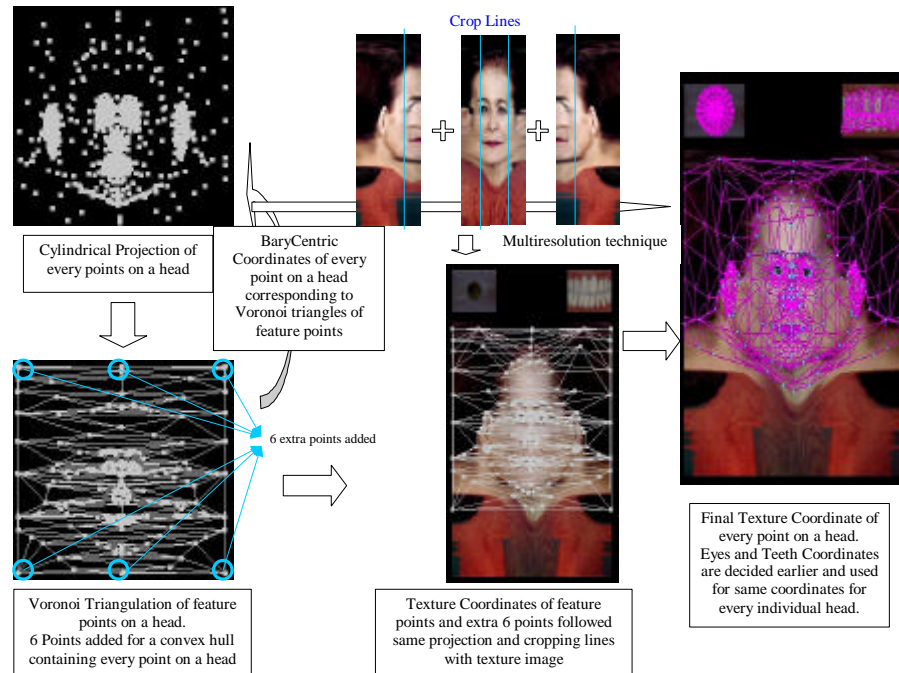 Crop Lines
Cylindrical Projection of
every points on a head
BaryCentric
Coordinates of every
point on a head
corresponding to
Voronoi triangles of
feature points
Multiresolution technique
6 extra points added
Voronoi Triangulation of feature
points on a head.
6 Points added for a convex hull
containing every point on a head
Texture Coordinates of feature
points and extra 6 points followed
same projection and cropping lines
with texture image
Final Texture Coordinate of
every point on a head.
Eyes and Teeth Coordinates
are decided earlier and used
for same coordinates for
every individual head.